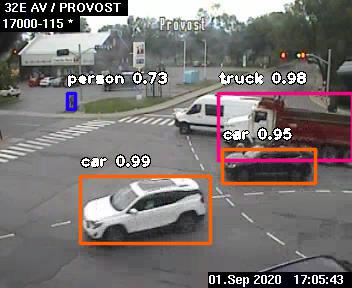 32E AV / PROVOST
17000-115 *
Provost
person 0.73
truck 0.98
car 0.95
car 0.99
01.Sep 2020 17:05:43